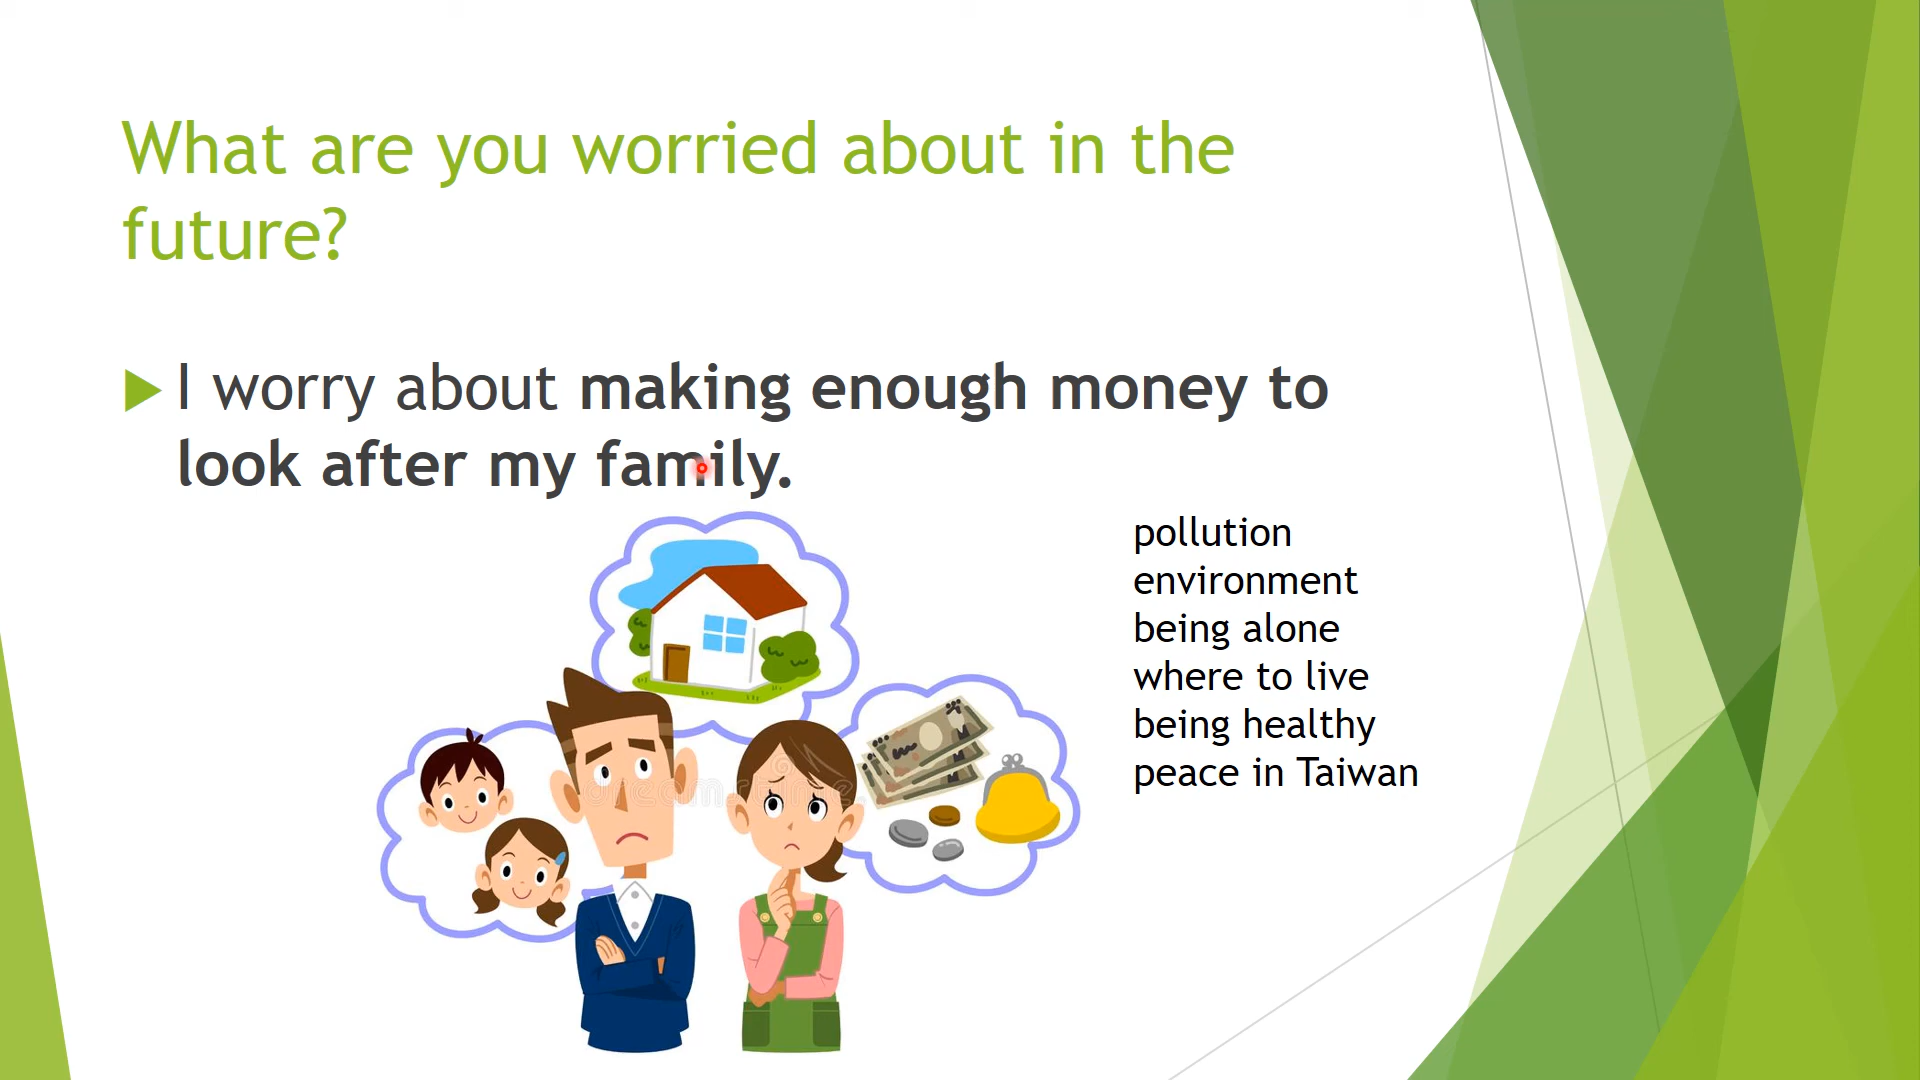 What are you worried about in the
future?
I worry about making enough money to
look after my family.
pollution
environment
being alone
where to live
being healthy
peace in Taiwan
dreamstime.